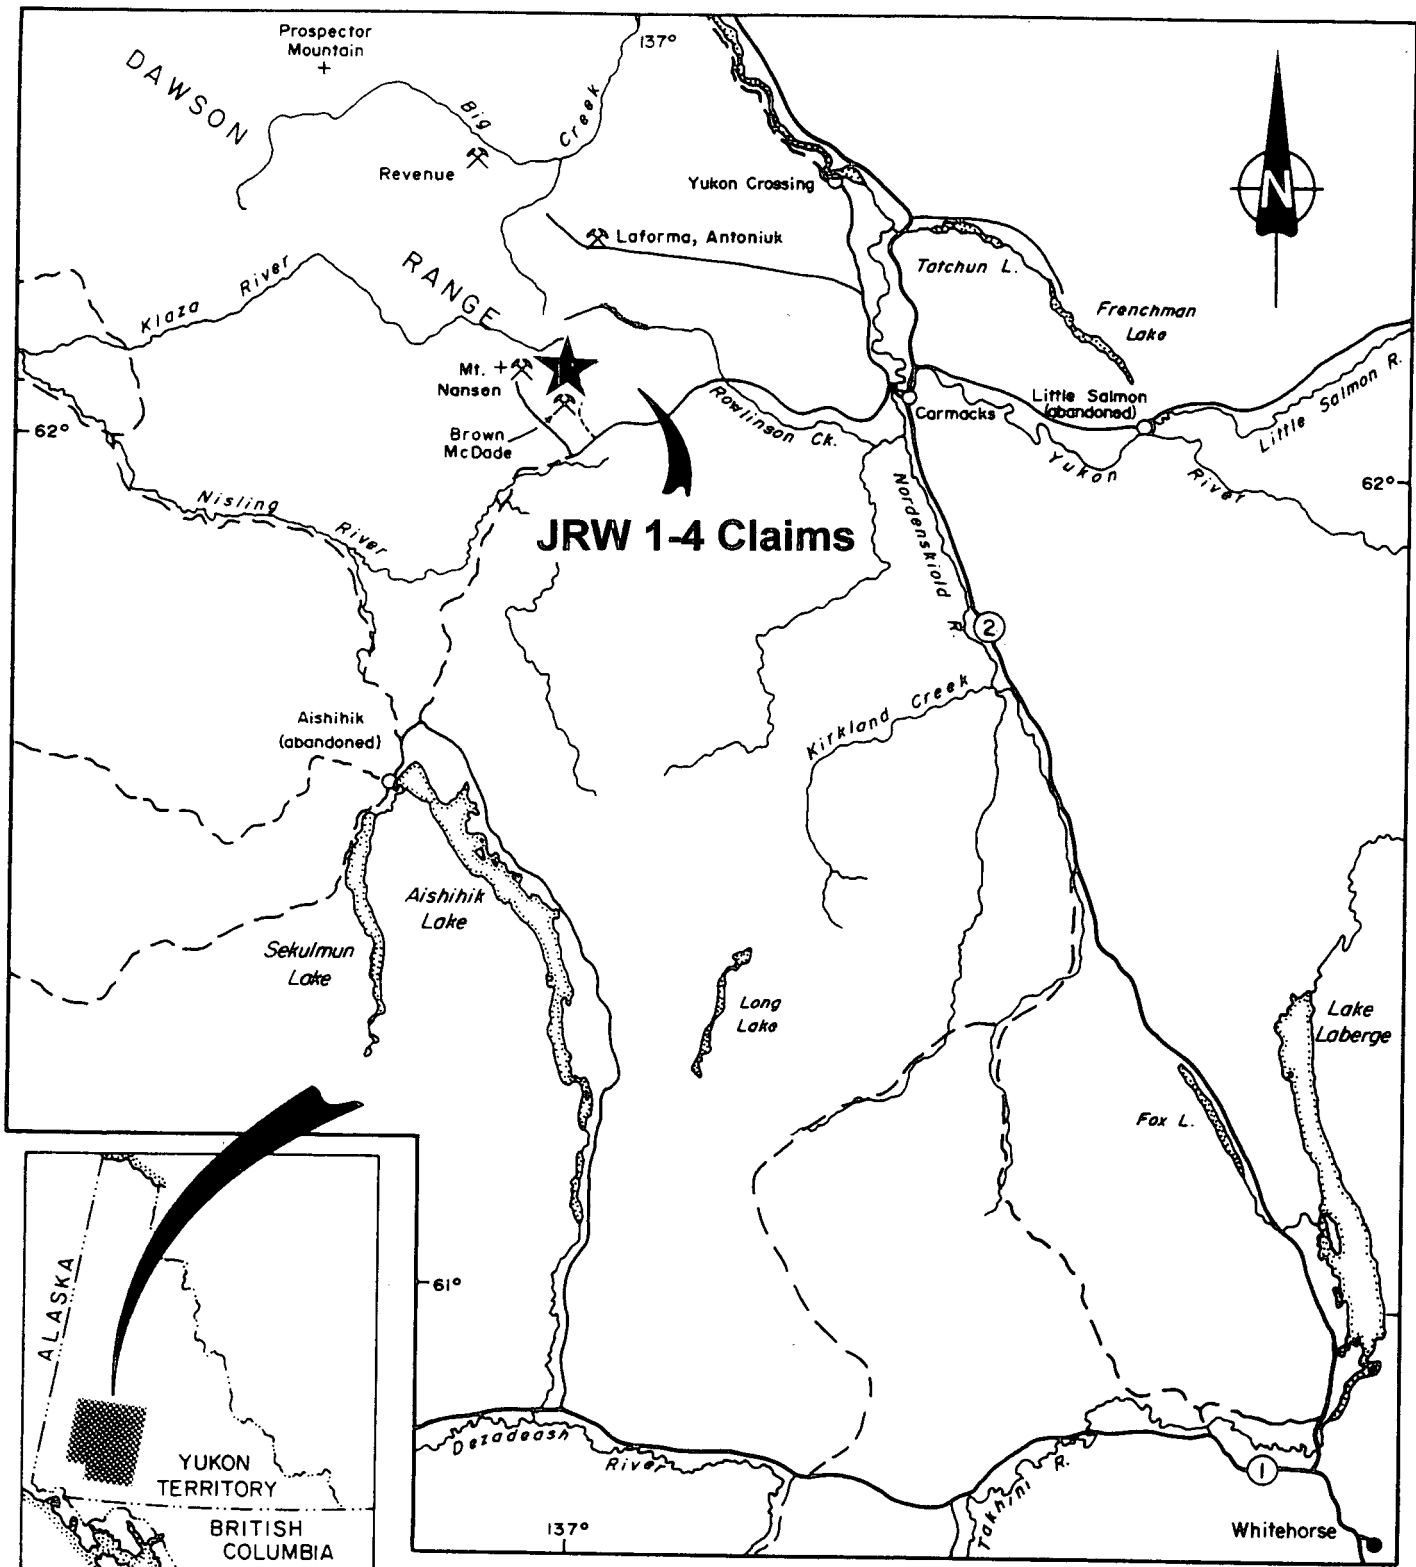 Prospector
Mountain
137°
DAWSON
Big
Creek
Revenue
Yukon Crossing
N
Laforma, Antoniuk
RANGE
Tatchun L.
Klaza River
Frenchman
Lake
Mt.
Nansen
Little Salmon
(abandoned)
Little Salmon R.
Carmacks
Rowlinson Ck.
62°
Brown
McDade
Yukon River
62°
Nisling River
Nordenskiold R.
JRW 1-4 Claims
2
Kirkland Creek
Aishihik
(abandoned)
Aishihik
Lake
Sekulmun
Lake
Long
Lake
Lake
Laberge
Fox L.
ALASKA
61°
Dezadeash River
Takhini R.
1
YUKON
TERRITORY
BRITISH
COLUMBIA
137°
Whitehorse